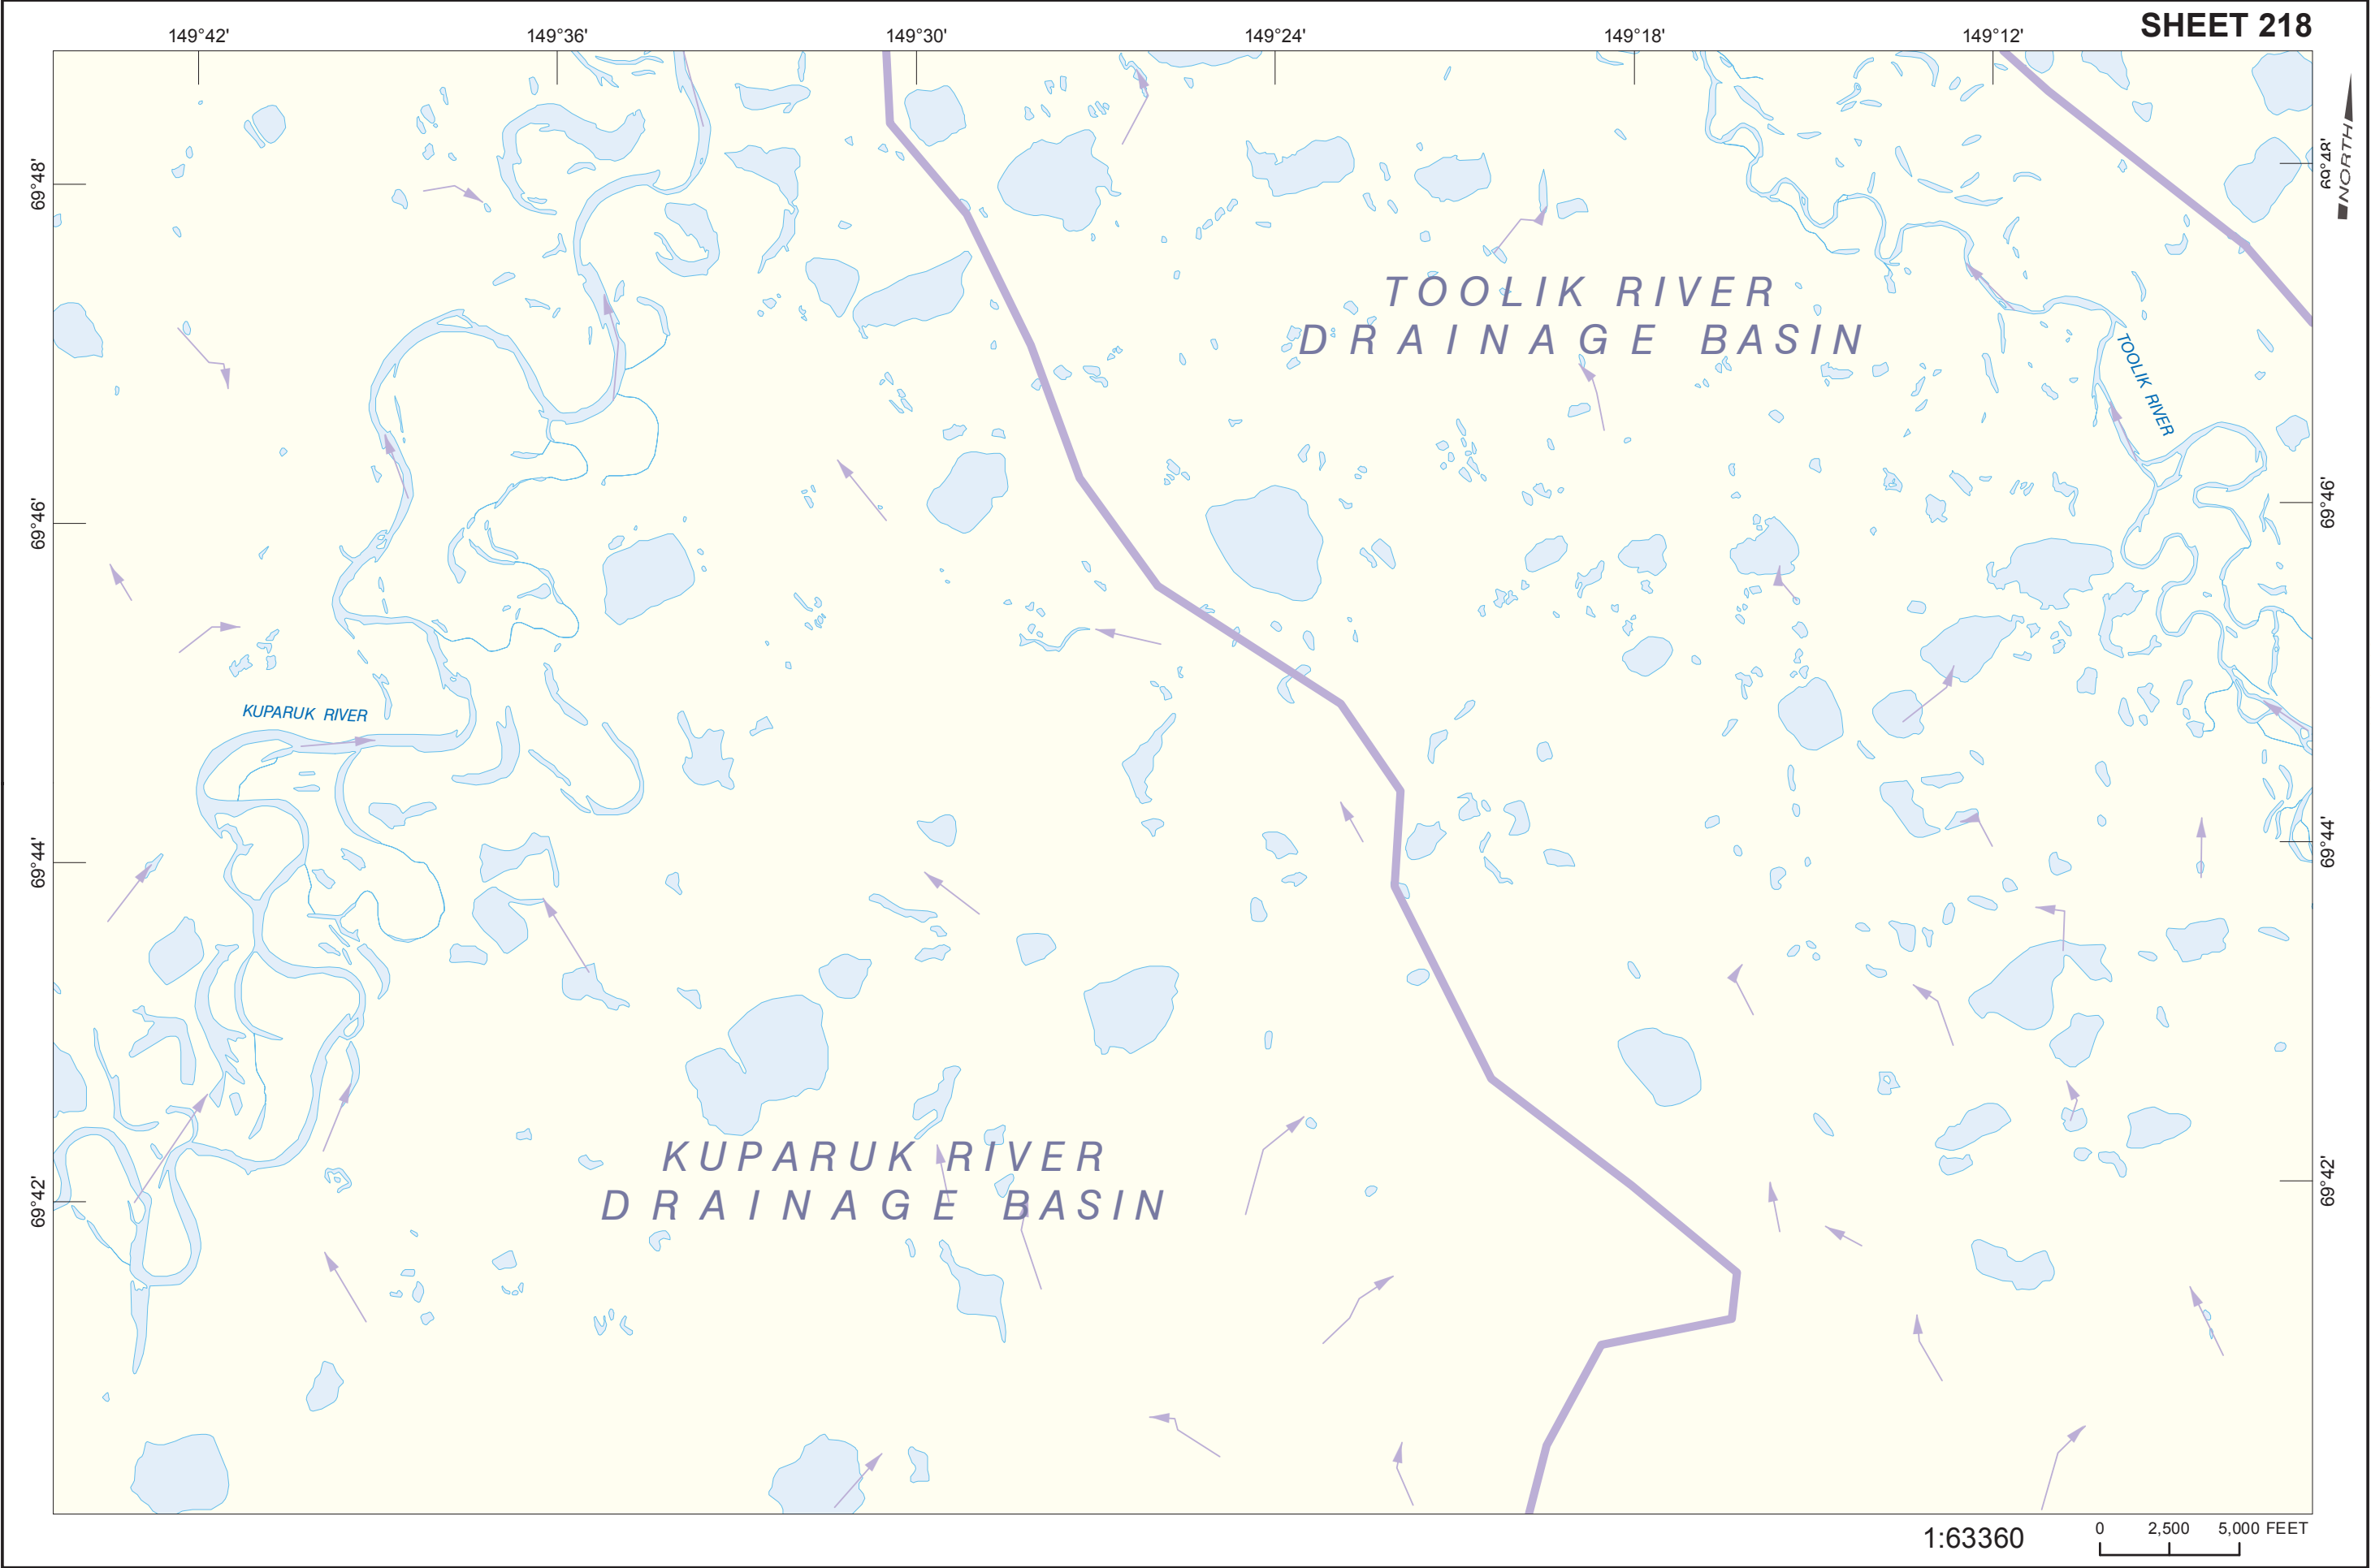 SHEET 218
149°42' 149°36' 149°30' 149°24' 149°18' 149°12'
69°48' 69°48'
NORTH
TOOLIK RIVER
DRAINAGE BASIN
TOOLIK RIVER
69°46' 69°46'
KUPARUK RIVER
69°44' 69°44'
KUPARUK RIVER
DRAINAGE BASIN
69°42' 69°42'
1:63360
0 2,500 5,000 FEET